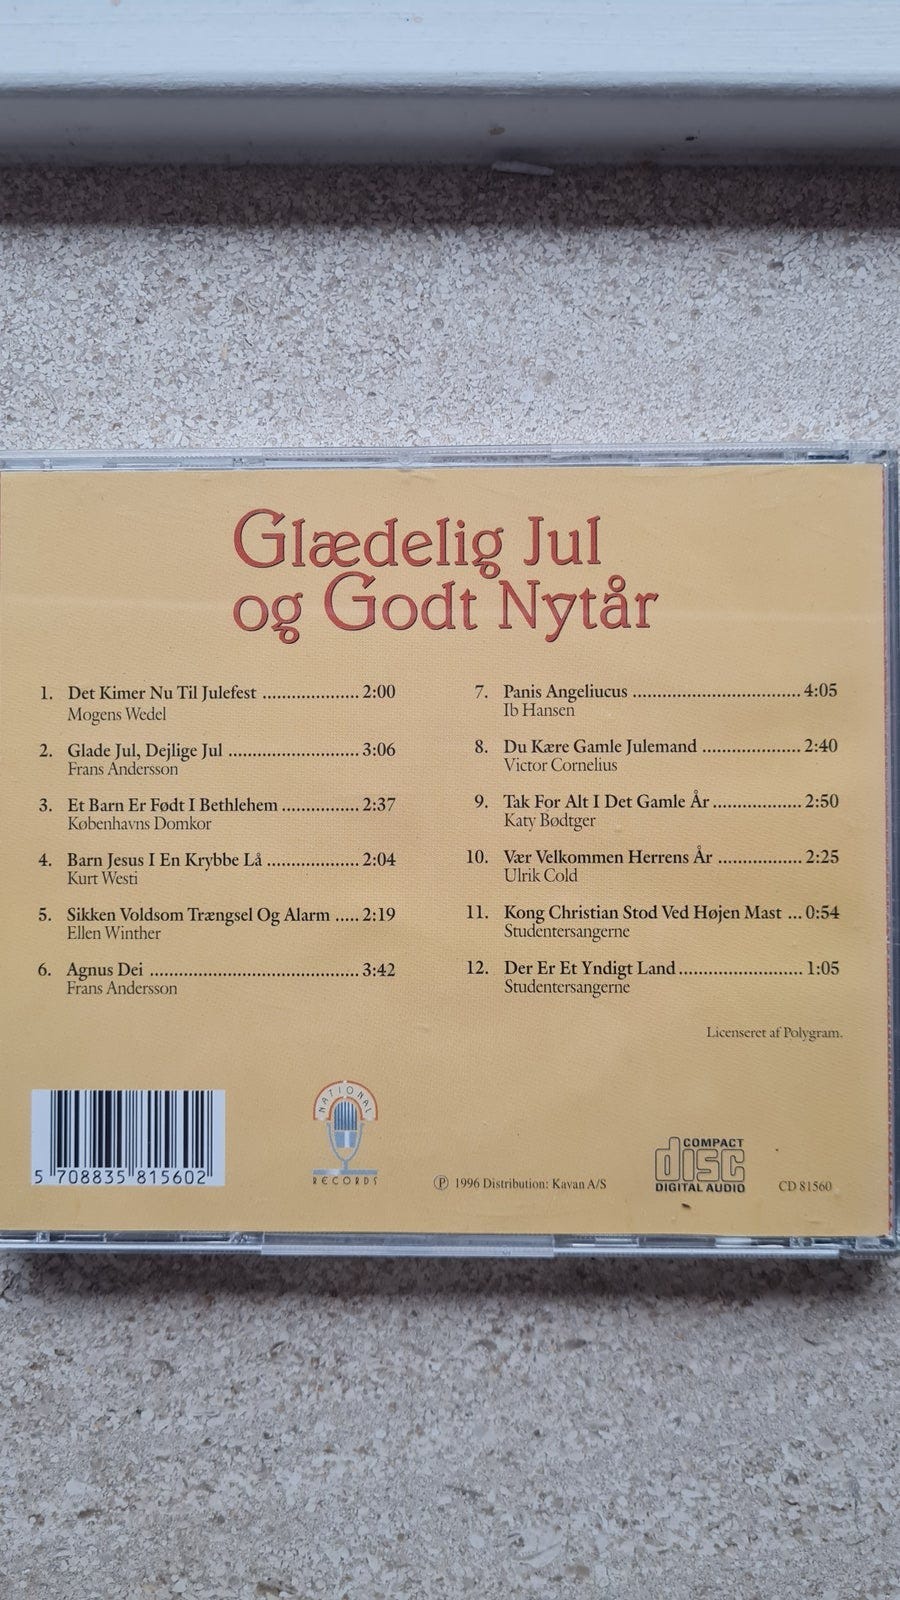 Glædelig Jul
og Godt Nytår
1. Det Kimer Nu Til Julefest ................... 2:00
Mogens Wedel
2. Glade Jul, Dejlige Jul .......................... 3:06
Frans Andersson
3. Et Barn Er Født I Bethlehem ............... 2:37
Københavns Domkor
4. Barn Jesus I En Krybbe Lå .................. 2:04
Kurt Westi
5. Sikken Voldsom Trængsel Og Alarm ..... 2:19
Ellen Winther
6. Agnus Dei ......................................... 3:42
Frans Andersson
7. Panis Angeliucus ................................. 4:05
Ib Hansen
8. Du Kære Gamle Julemand ................... 2:40
Victor Cornelius
9. Tak For Alt I Det Gamle År ................. 2:50
Katy Bødtger
10. Vær Velkommen Herrens År ................ 2:25
Ulrik Cold
11. Kong Christian Stod Ved Højen Mast ... 0:54
Studentersangerne
12. Der Er Et Yndigt Land ........................ 1:05
Studentersangerne
Licenseret af Polygram.
5 708835 815602
NATIONAL
RECORDS
Ⓟ 1996 Distribution: Kavan A/S
COMPACT
disc
DIGITAL AUDIO
CD 81560